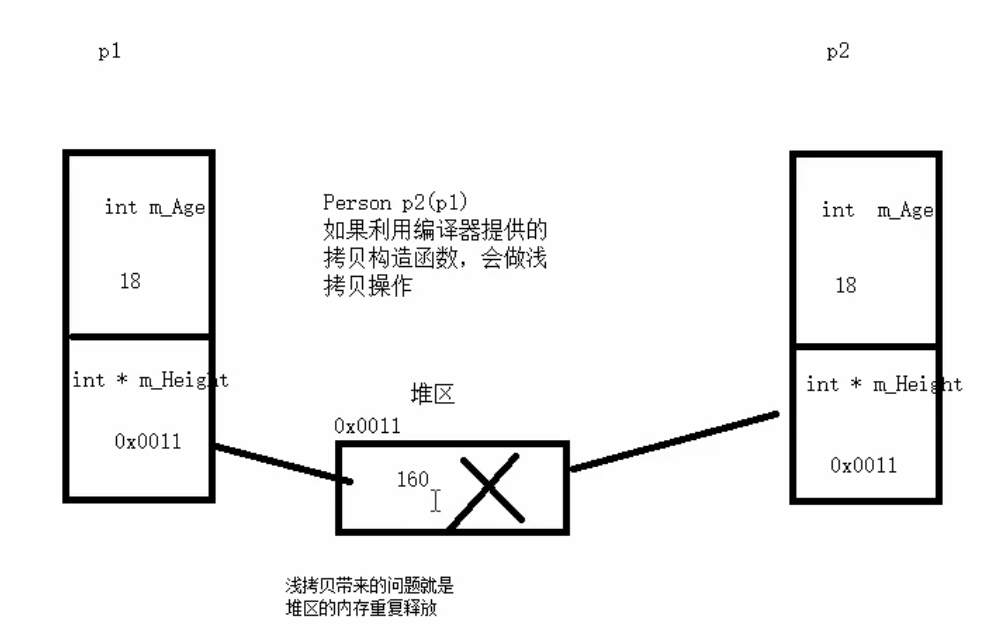 p1
p2
int m_Age
18
int * m_Height
0x0011
Person p2(p1)
如果利用编译器提供的
拷贝构造函数，会做浅
拷贝操作
int m_Age
18
int * m_Height
0x0011
堆区
0x0011
160
浅拷贝带来的问题就是
堆区的内存重复释放